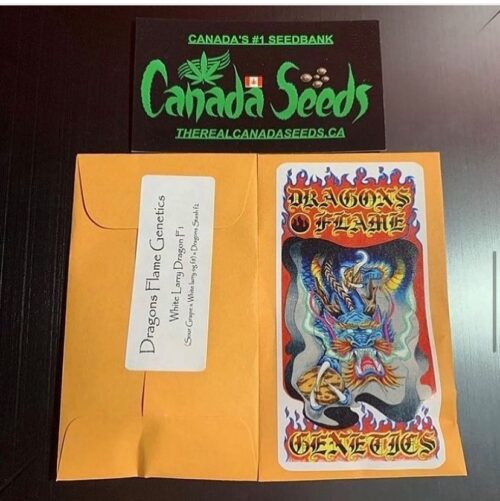 CANADA'S #1 SEEDBANK
Canada Seeds
THEREALCANADASEEDS.CA
Dragons Flame Genetics
White Larry Dragon F1
DRAGONS
FLAME
GENETICS